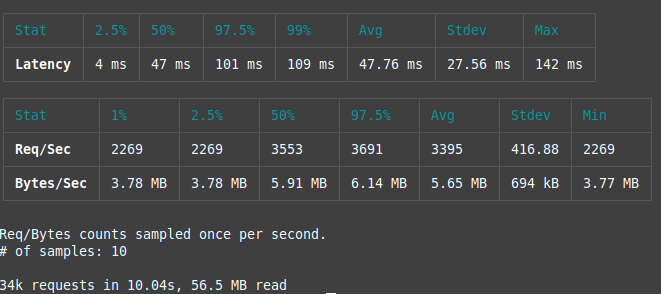 Stat 2.5% 50% 97.5% 99% Avg Stdev Max
Latency 4 ms 47 ms 101 ms 109 ms 47.76 ms 27.56 ms 142 ms
Stat 1% 2.5% 50% 97.5% Avg Stdev Min
Req/Sec 2269 2269 3553 3691 3395 416.88 2269
Bytes/Sec 3.78 MB 3.78 MB 5.91 MB 6.14 MB 5.65 MB 694 kB 3.77 MB
Req/Bytes counts sampled once per second.
# of samples: 10
34k requests in 10.04s, 56.5 MB read